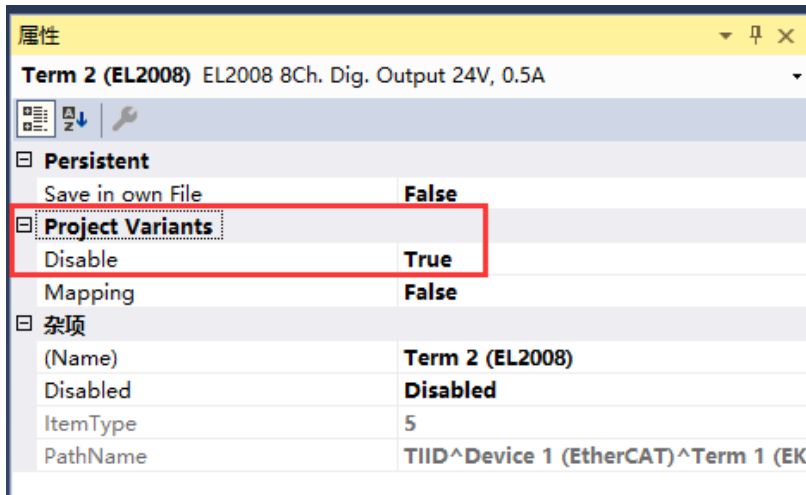 属性
Term 2 (EL2008) EL2008 8Ch. Dig. Output 24V, 0.5A
Persistent
Save in own File False
Project Variants
Disable True
Mapping False
杂项
(Name) Term 2 (EL2008)
Disabled Disabled
ItemType 5
PathName TIID^Device 1 (EtherCAT)^Term 1 (EK